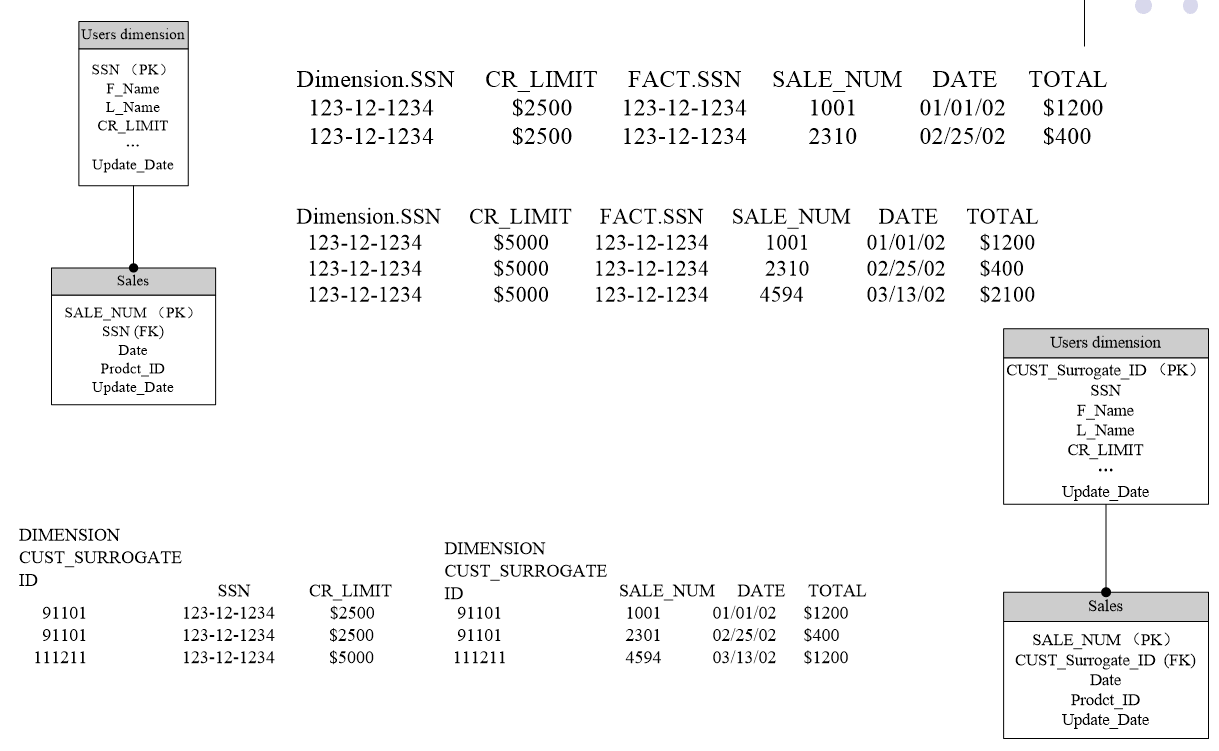 Users dimension
SSN （PK）
F_Name
L_Name
CR_LIMIT
...
Update_Date
Sales
SALE_NUM （PK）
SSN (FK)
Date
Prodct_ID
Update_Date
Dimension.SSN CR_LIMIT FACT.SSN SALE_NUM DATE TOTAL
123-12-1234 $2500 123-12-1234 1001 01/01/02 $1200
123-12-1234 $2500 123-12-1234 2310 02/25/02 $400
Dimension.SSN CR_LIMIT FACT.SSN SALE_NUM DATE TOTAL
123-12-1234 $5000 123-12-1234 1001 01/01/02 $1200
123-12-1234 $5000 123-12-1234 2310 02/25/02 $400
123-12-1234 $5000 123-12-1234 4594 03/13/02 $2100
Users dimension
CUST_Surrogate_ID （PK）
SSN
F_Name
L_Name
CR_LIMIT
...
Update_Date
Sales
SALE_NUM （PK）
CUST_Surrogate_ID (FK)
Date
Prodct_ID
Update_Date
DIMENSION
CUST_SURROGATE
ID SSN CR_LIMIT
DIMENSION
CUST_SURROGATE
ID SALE_NUM DATE TOTAL
91101 123-12-1234 $2500 91101 1001 01/01/02 $1200
91101 123-12-1234 $2500 91101 2301 02/25/02 $400
111211 123-12-1234 $5000 111211 4594 03/13/02 $1200